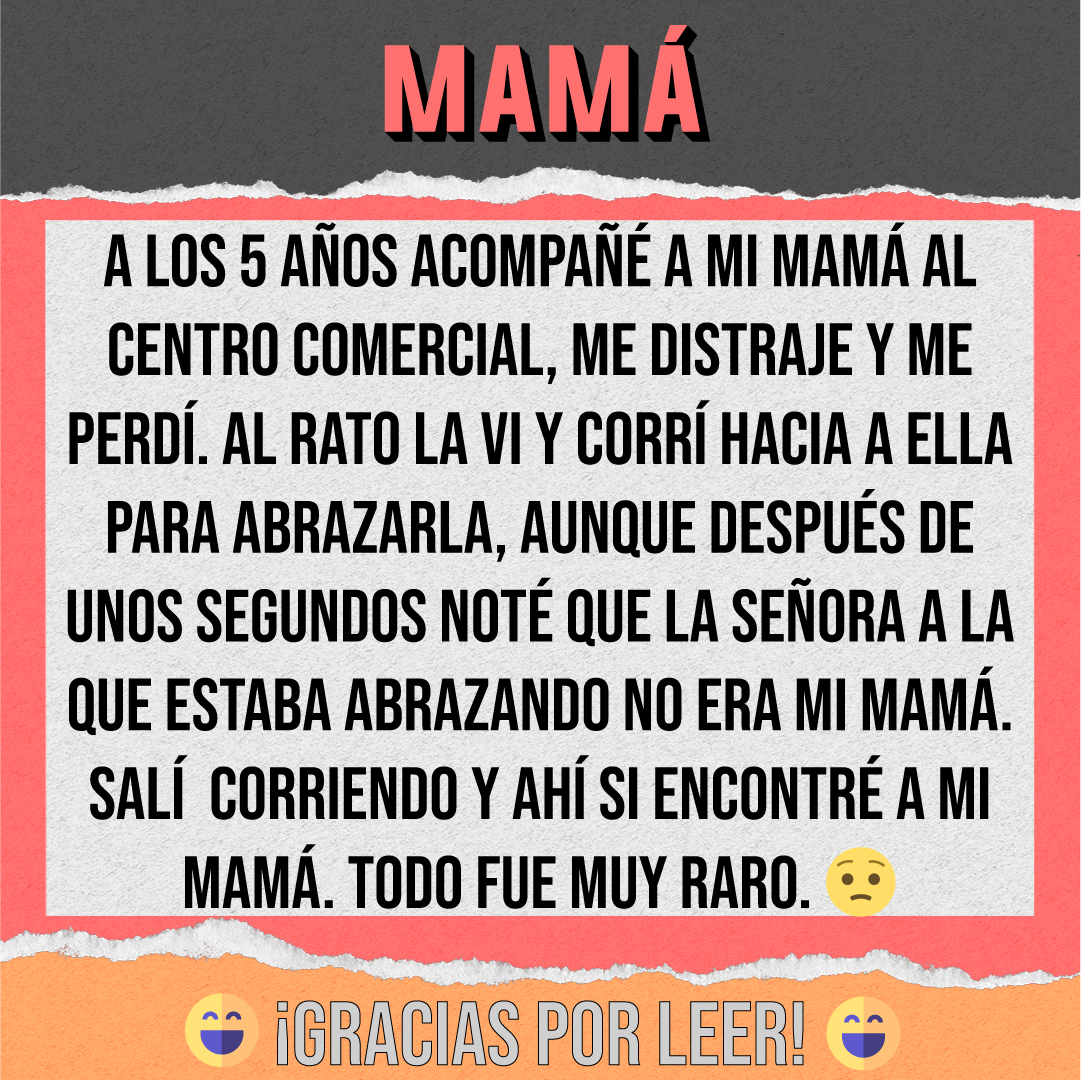 MAMÁ
A LOS 5 AÑOS ACOMPAÑÉ A MI MAMÁ AL
CENTRO COMERCIAL, ME DISTRAJE Y ME
PERDÍ. AL RATO LA VI Y CORRÍ HACIA A ELLA
PARA ABRAZARLA, AUNQUE DESPUÉS DE
UNOS SEGUNDOS NOTÉ QUE LA SEÑORA A LA
QUE ESTABA ABRAZANDO NO ERA MI MAMÁ.
SALÍ  CORRIENDO Y AHÍ SI ENCONTRÉ A MI
MAMÁ. TODO FUE MUY RARO. 😟
😄 ¡GRACIAS POR LEER! 😄